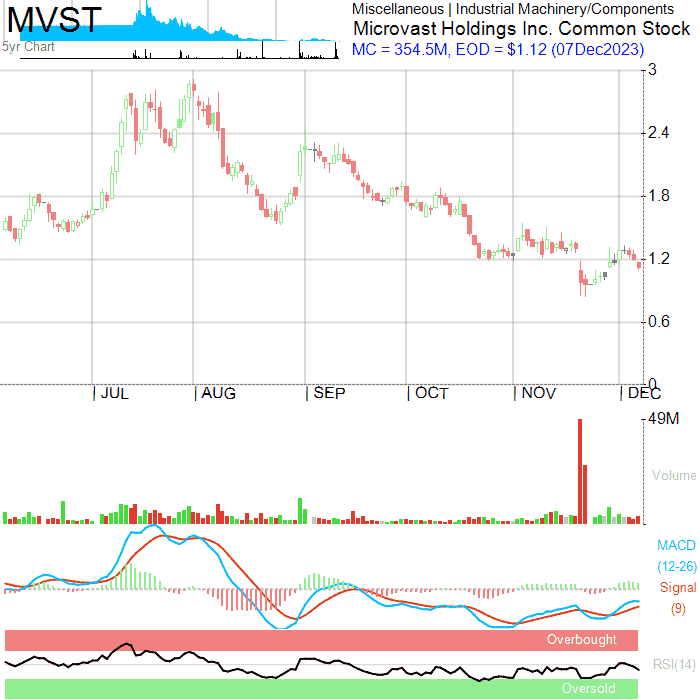 MVST
Miscellaneous | Industrial Machinery/Components
Microvast Holdings Inc. Common Stock
5yr Chart
MC = 354.5M, EOD = $1.12 (07Dec2023)
3
2.4
1.8
1.2
0.6
0
| JUL | AUG | SEP | OCT | NOV | DEC
49M
Volume
MACD
(12-26)
Signal
(9)
Overbought
RSI(14)
Oversold